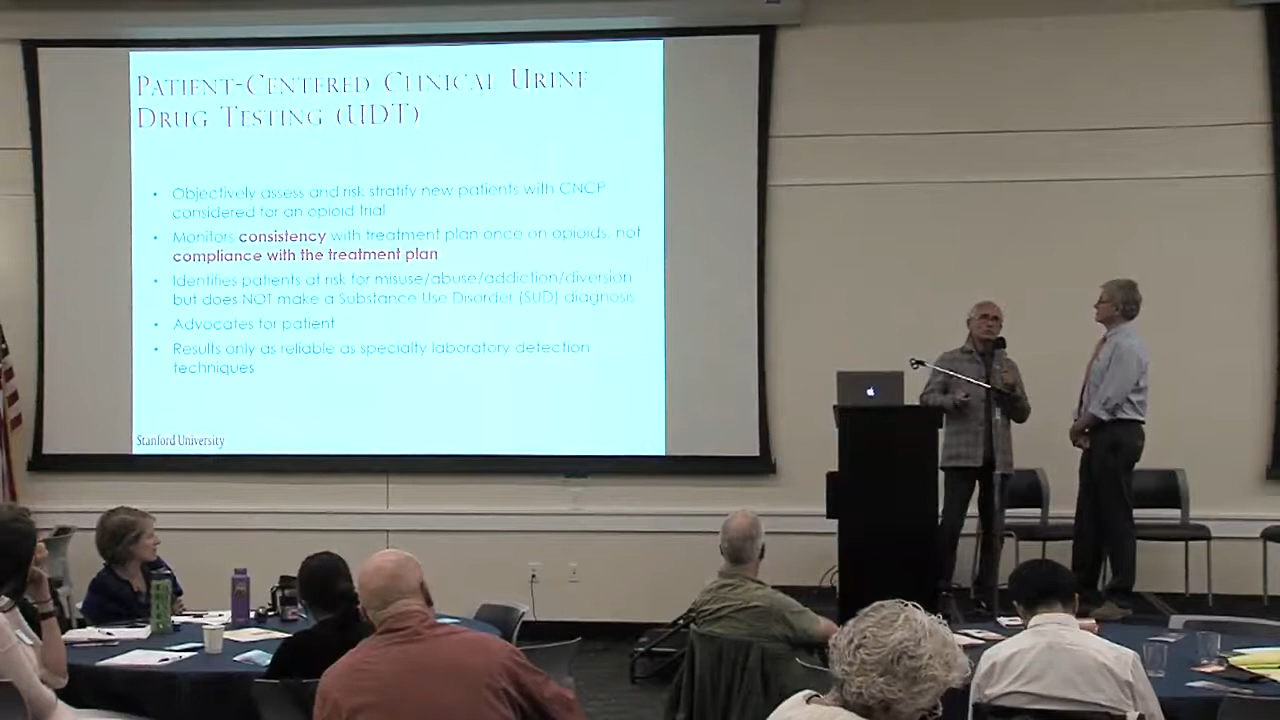 PATIENT-CENTERED CLINICAL URINE
DRUG TESTING (UDT)
• Objectively assess and risk stratify new patients with CNCP
considered for an opioid trial
• Monitors consistency with treatment plan once on opioids, not
compliance with the treatment plan
• Identifies patients at risk for misuse/abuse/addiction/diversion
but does NOT make a Substance Use Disorder (SUD) diagnosis
• Advocates for patient
• Results only as reliable as specialty laboratory detection
techniques
Stanford University